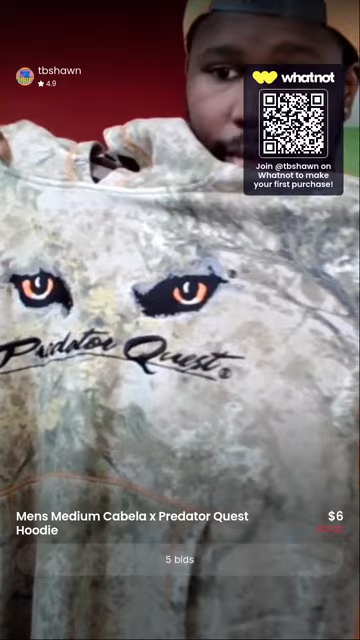 tbshawn
★ 4.9
whatnot
Join @tbshawn on
Whatnot to make
your first purchase!
Predator Quest
Mens Medium Cabela x Predator Quest
Hoodie
$6
5 bids